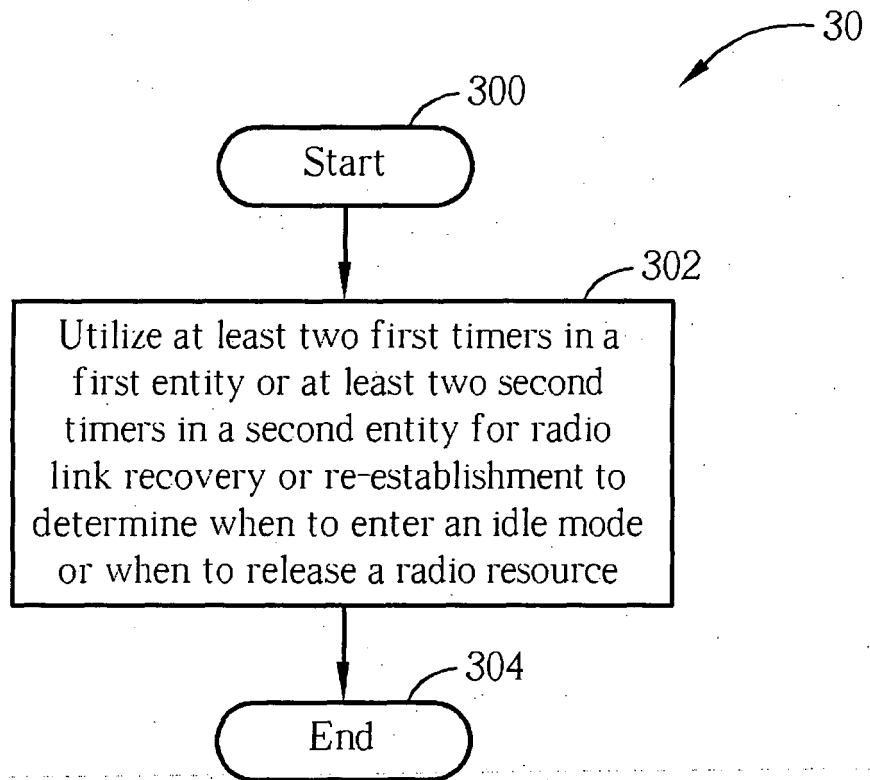 30
300
Start
302
Utilize at least two first timers in a
first entity or at least two second
timers in a second entity for radio
link recovery or re-establishment to
determine when to enter an idle mode
or when to release a radio resource
304
End